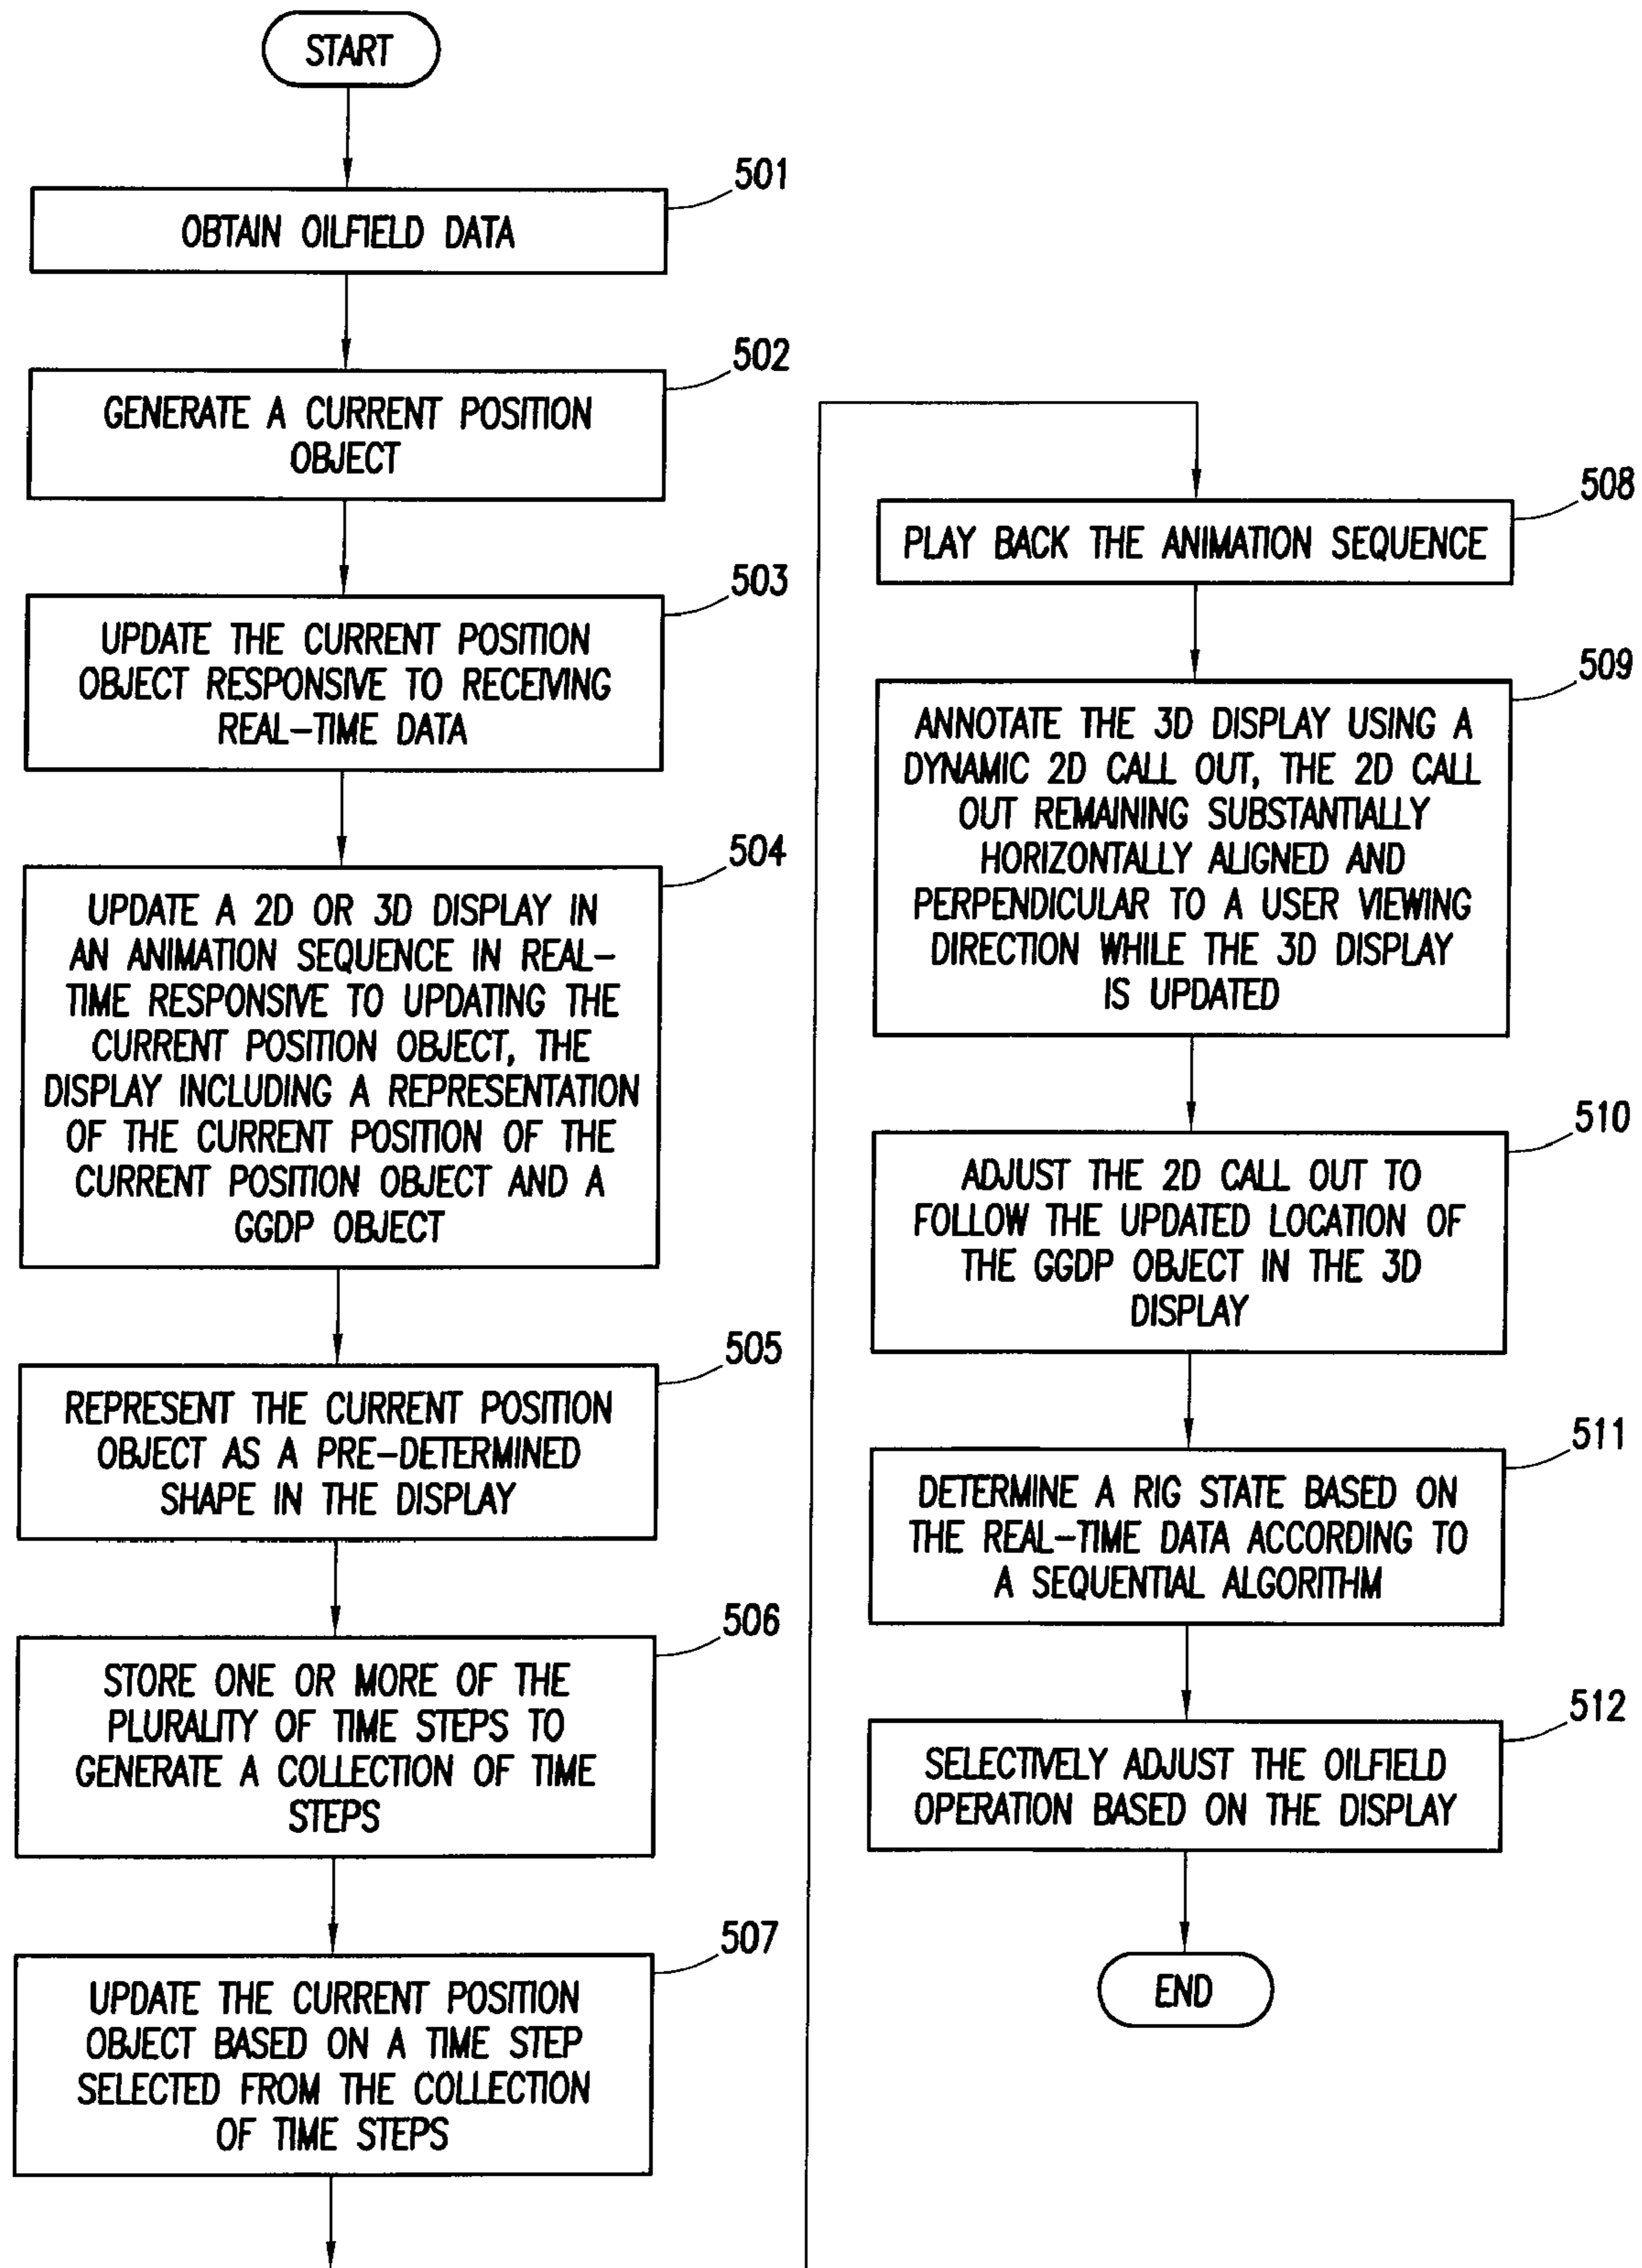 START
501
OBTAIN OILFIELD DATA
502
GENERATE A CURRENT POSITION
OBJECT
503
UPDATE THE CURRENT POSITION
OBJECT RESPONSIVE TO RECEIVING
REAL-TIME DATA
504
UPDATE A 2D OR 3D DISPLAY IN
AN ANIMATION SEQUENCE IN REAL-
TIME RESPONSIVE TO UPDATING THE
CURRENT POSITION OBJECT, THE
DISPLAY INCLUDING A REPRESENTATION
OF THE CURRENT POSITION OF THE
CURRENT POSITION OBJECT AND A
GGDP OBJECT
505
REPRESENT THE CURRENT POSITION
OBJECT AS A PRE-DETERMINED
SHAPE IN THE DISPLAY
506
STORE ONE OR MORE OF THE
PLURALITY OF TIME STEPS TO
GENERATE A COLLECTION OF TIME
STEPS
507
UPDATE THE CURRENT POSITION
OBJECT BASED ON A TIME STEP
SELECTED FROM THE COLLECTION
OF TIME STEPS
508
PLAY BACK THE ANIMATION SEQUENCE
509
ANNOTATE THE 3D DISPLAY USING A
DYNAMIC 2D CALL OUT, THE 2D CALL
OUT REMAINING SUBSTANTIALLY
HORIZONTALLY ALIGNED AND
PERPENDICULAR TO A USER VIEWING
DIRECTION WHILE THE 3D DISPLAY
IS UPDATED
510
ADJUST THE 2D CALL OUT TO
FOLLOW THE UPDATED LOCATION OF
THE GGDP OBJECT IN THE 3D
DISPLAY
511
DETERMINE A RIG STATE BASED ON
THE REAL-TIME DATA ACCORDING TO
A SEQUENTIAL ALGORITHM
512
SELECTIVELY ADJUST THE OILFIELD
OPERATION BASED ON THE DISPLAY
END